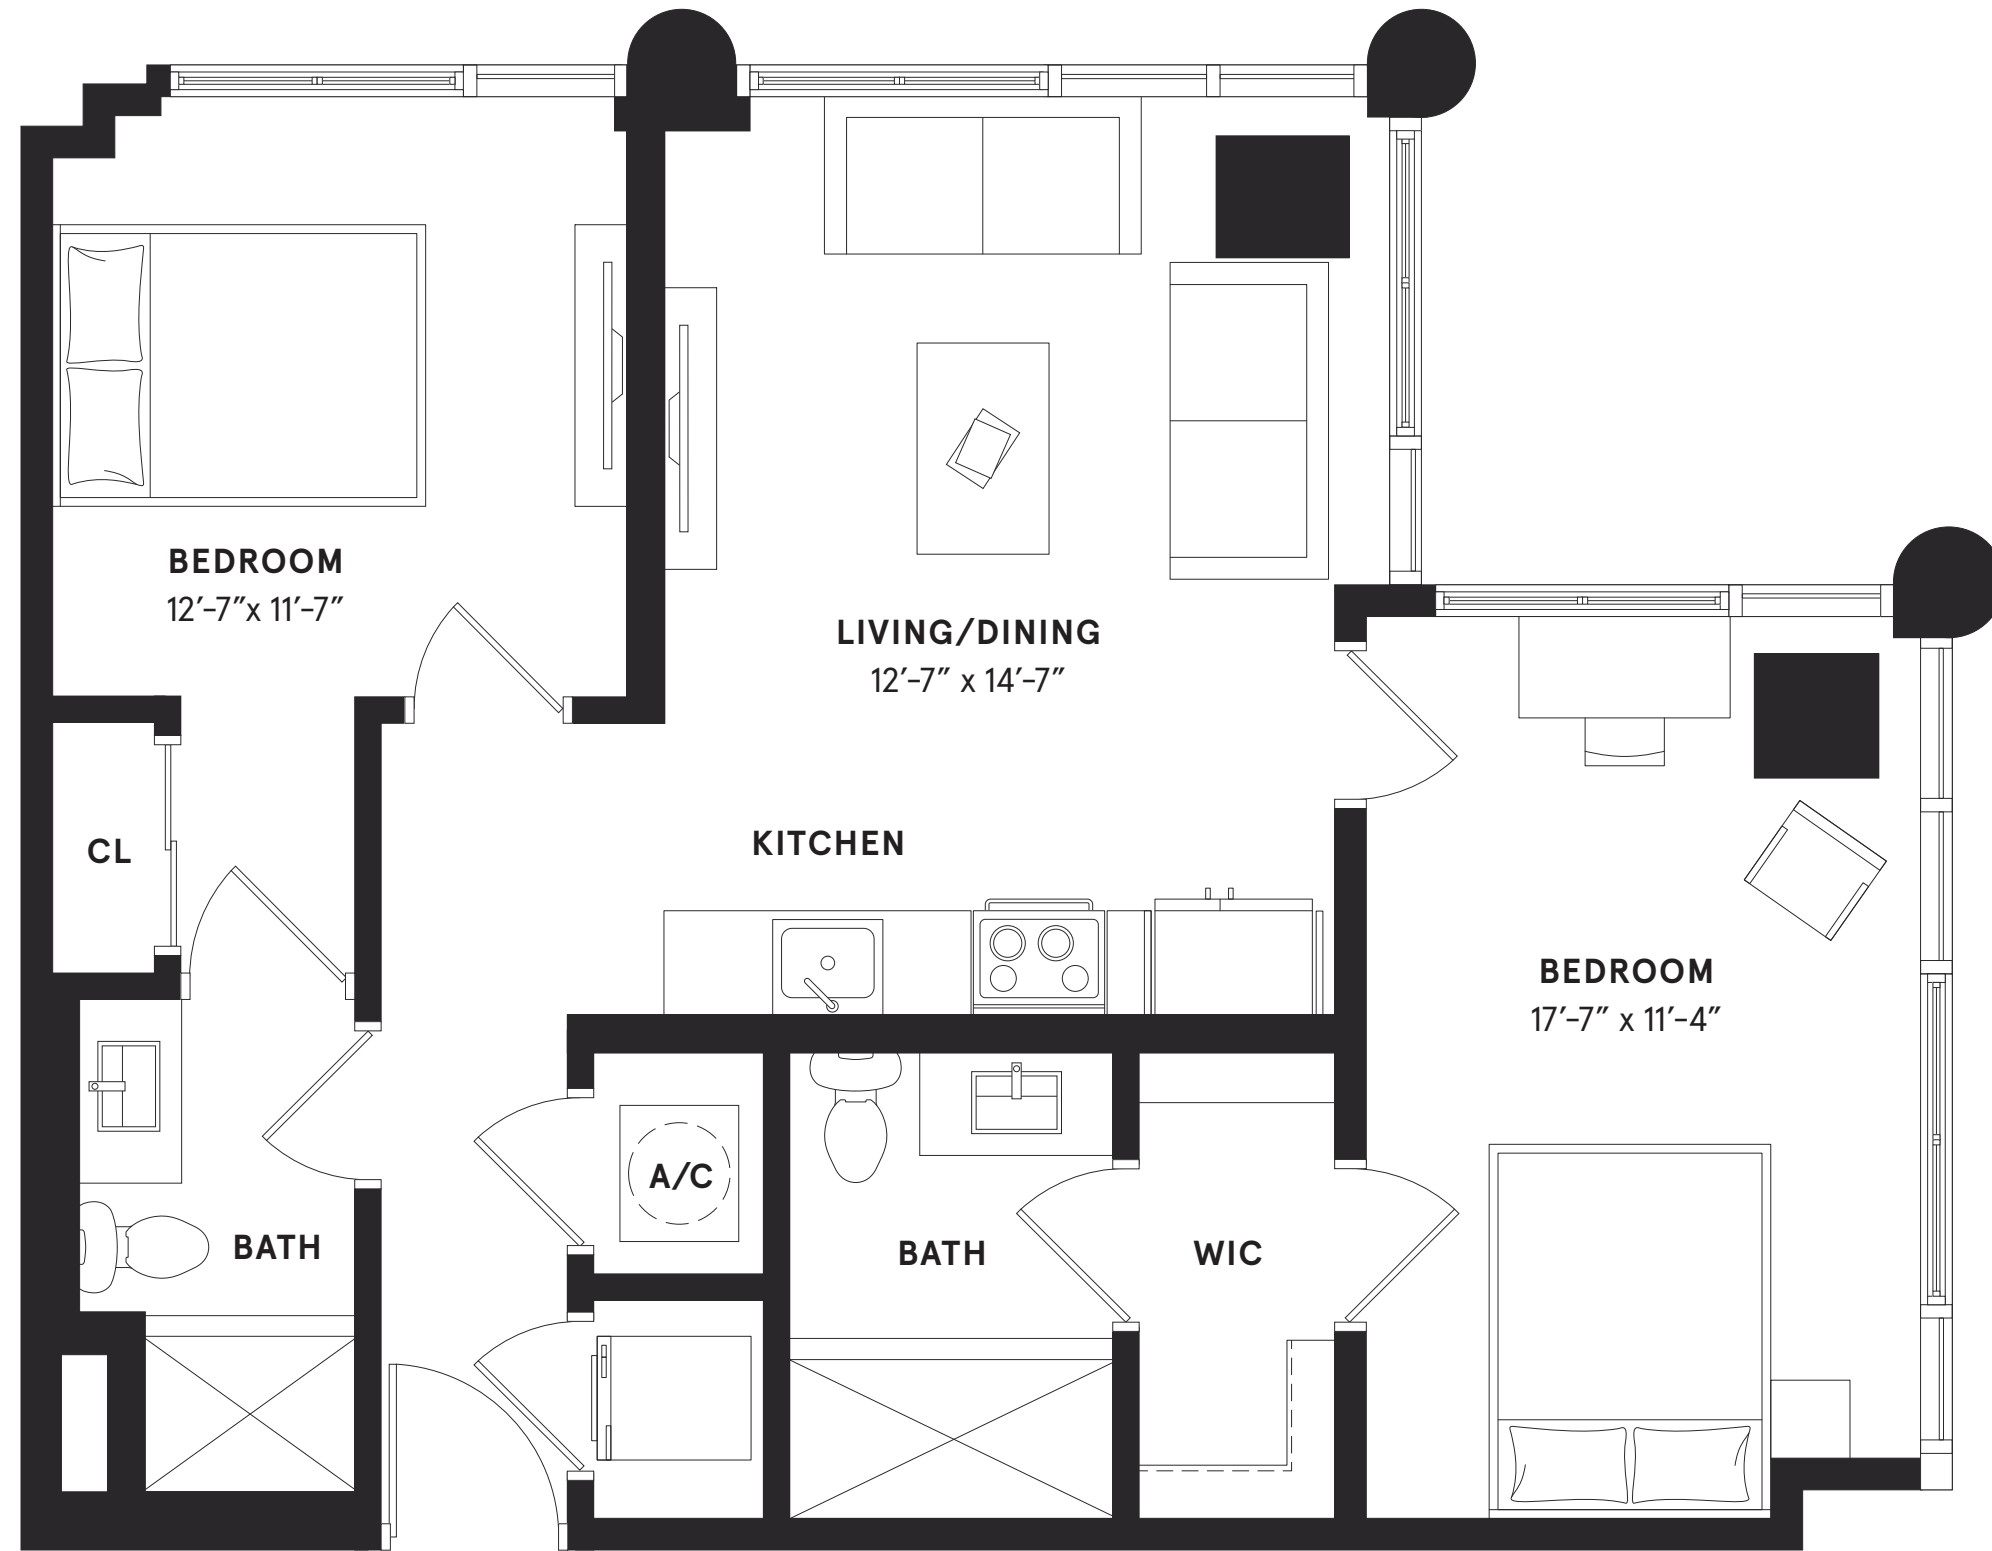 BEDROOM
12′-7″x 11′-7″
LIVING/DINING
12′-7″ x 14′-7″
KITCHEN
CL
BEDROOM
17′-7″ x 11′-4″
A/C
BATH
BATH
WIC